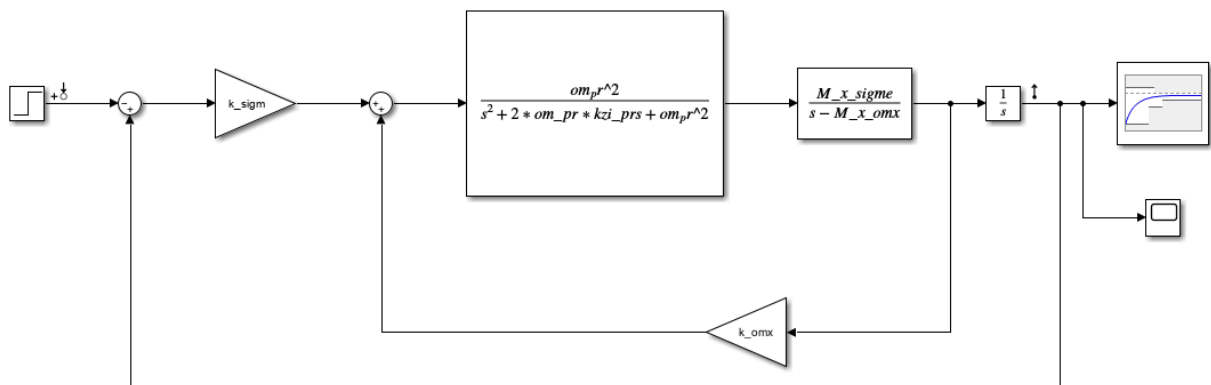 k_sigm
om_pr^2
s^2 + 2 * om_pr * kzi_prs + om_pr^2
M_x_sigme
s − M_x_omx
1
s
k_omx